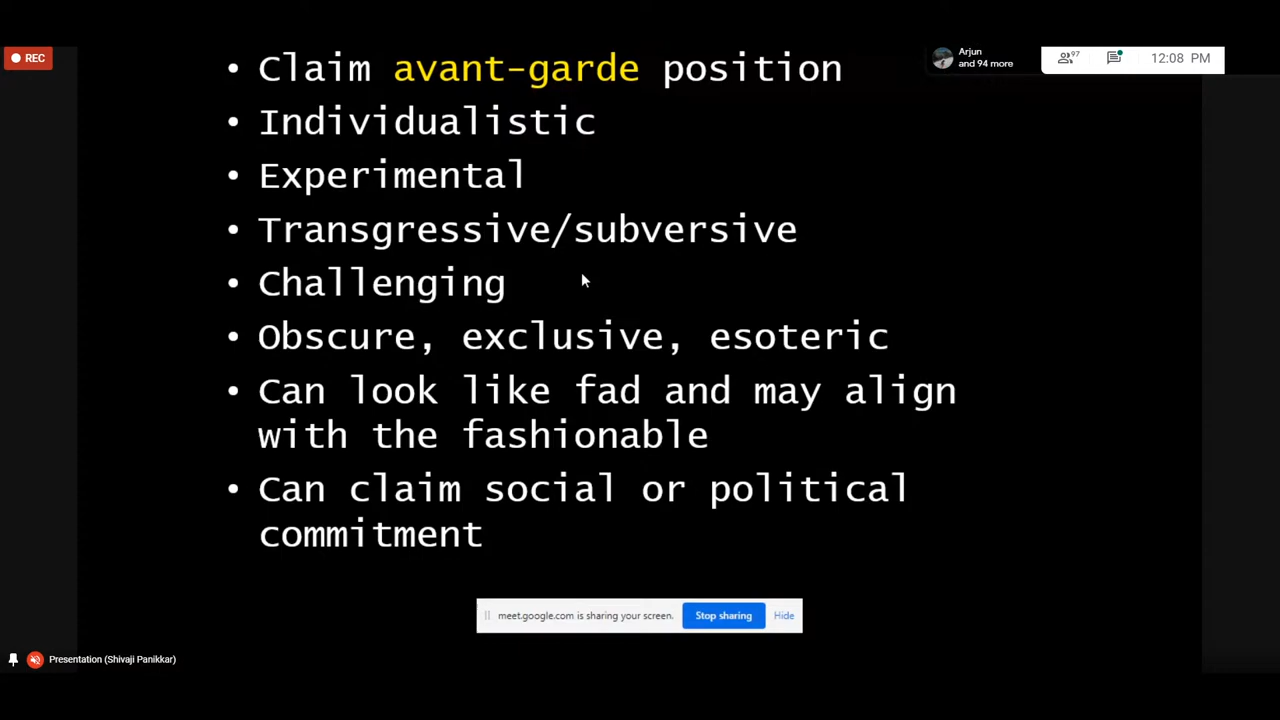 REC
Arjun
and 94 more
97
12:08 PM
• Claim avant-garde position
• Individualistic
• Experimental
• Transgressive/subversive
• Challenging
• Obscure, exclusive, esoteric
• Can look like fad and may align
with the fashionable
• Can claim social or political
commitment
meet.google.com is sharing your screen. Stop sharing Hide
Presentation (Shivaji Panikkar)